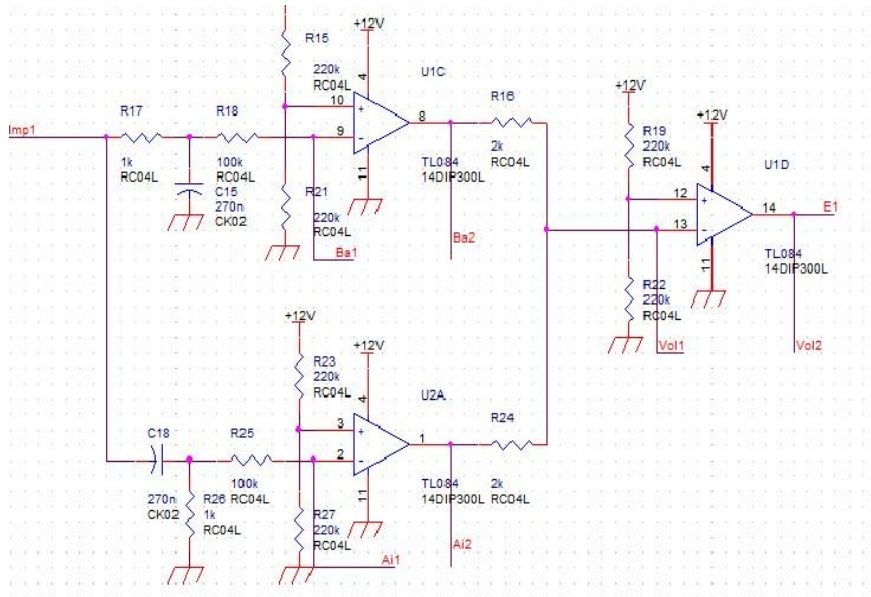 +12V
R15
220k
RC04L
4
U1C
10
+
8
9
-
11
TL084
14DIP300L
R16
2k
RC04L
Imp1
R17
1k
RC04L
R18
100k
RC04L
C15
270n
CK02
R21
220k
RC04L
Ba1
Ba2
+12V
R19
220k
RC04L
+12V
4
U1D
12
+
14
E1
13
-
11
TL084
14DIP300L
R22
220k
RC04L
Vol1
Vol2
+12V
R23
220k
RC04L
+12V
4
U2A
3
+
1
2
-
11
TL084
14DIP300L
R24
2k
RC04L
C18
270n
CK02
R25
100k
RC04L
R26
1k
RC04L
R27
220k
RC04L
Ai1
Ai2